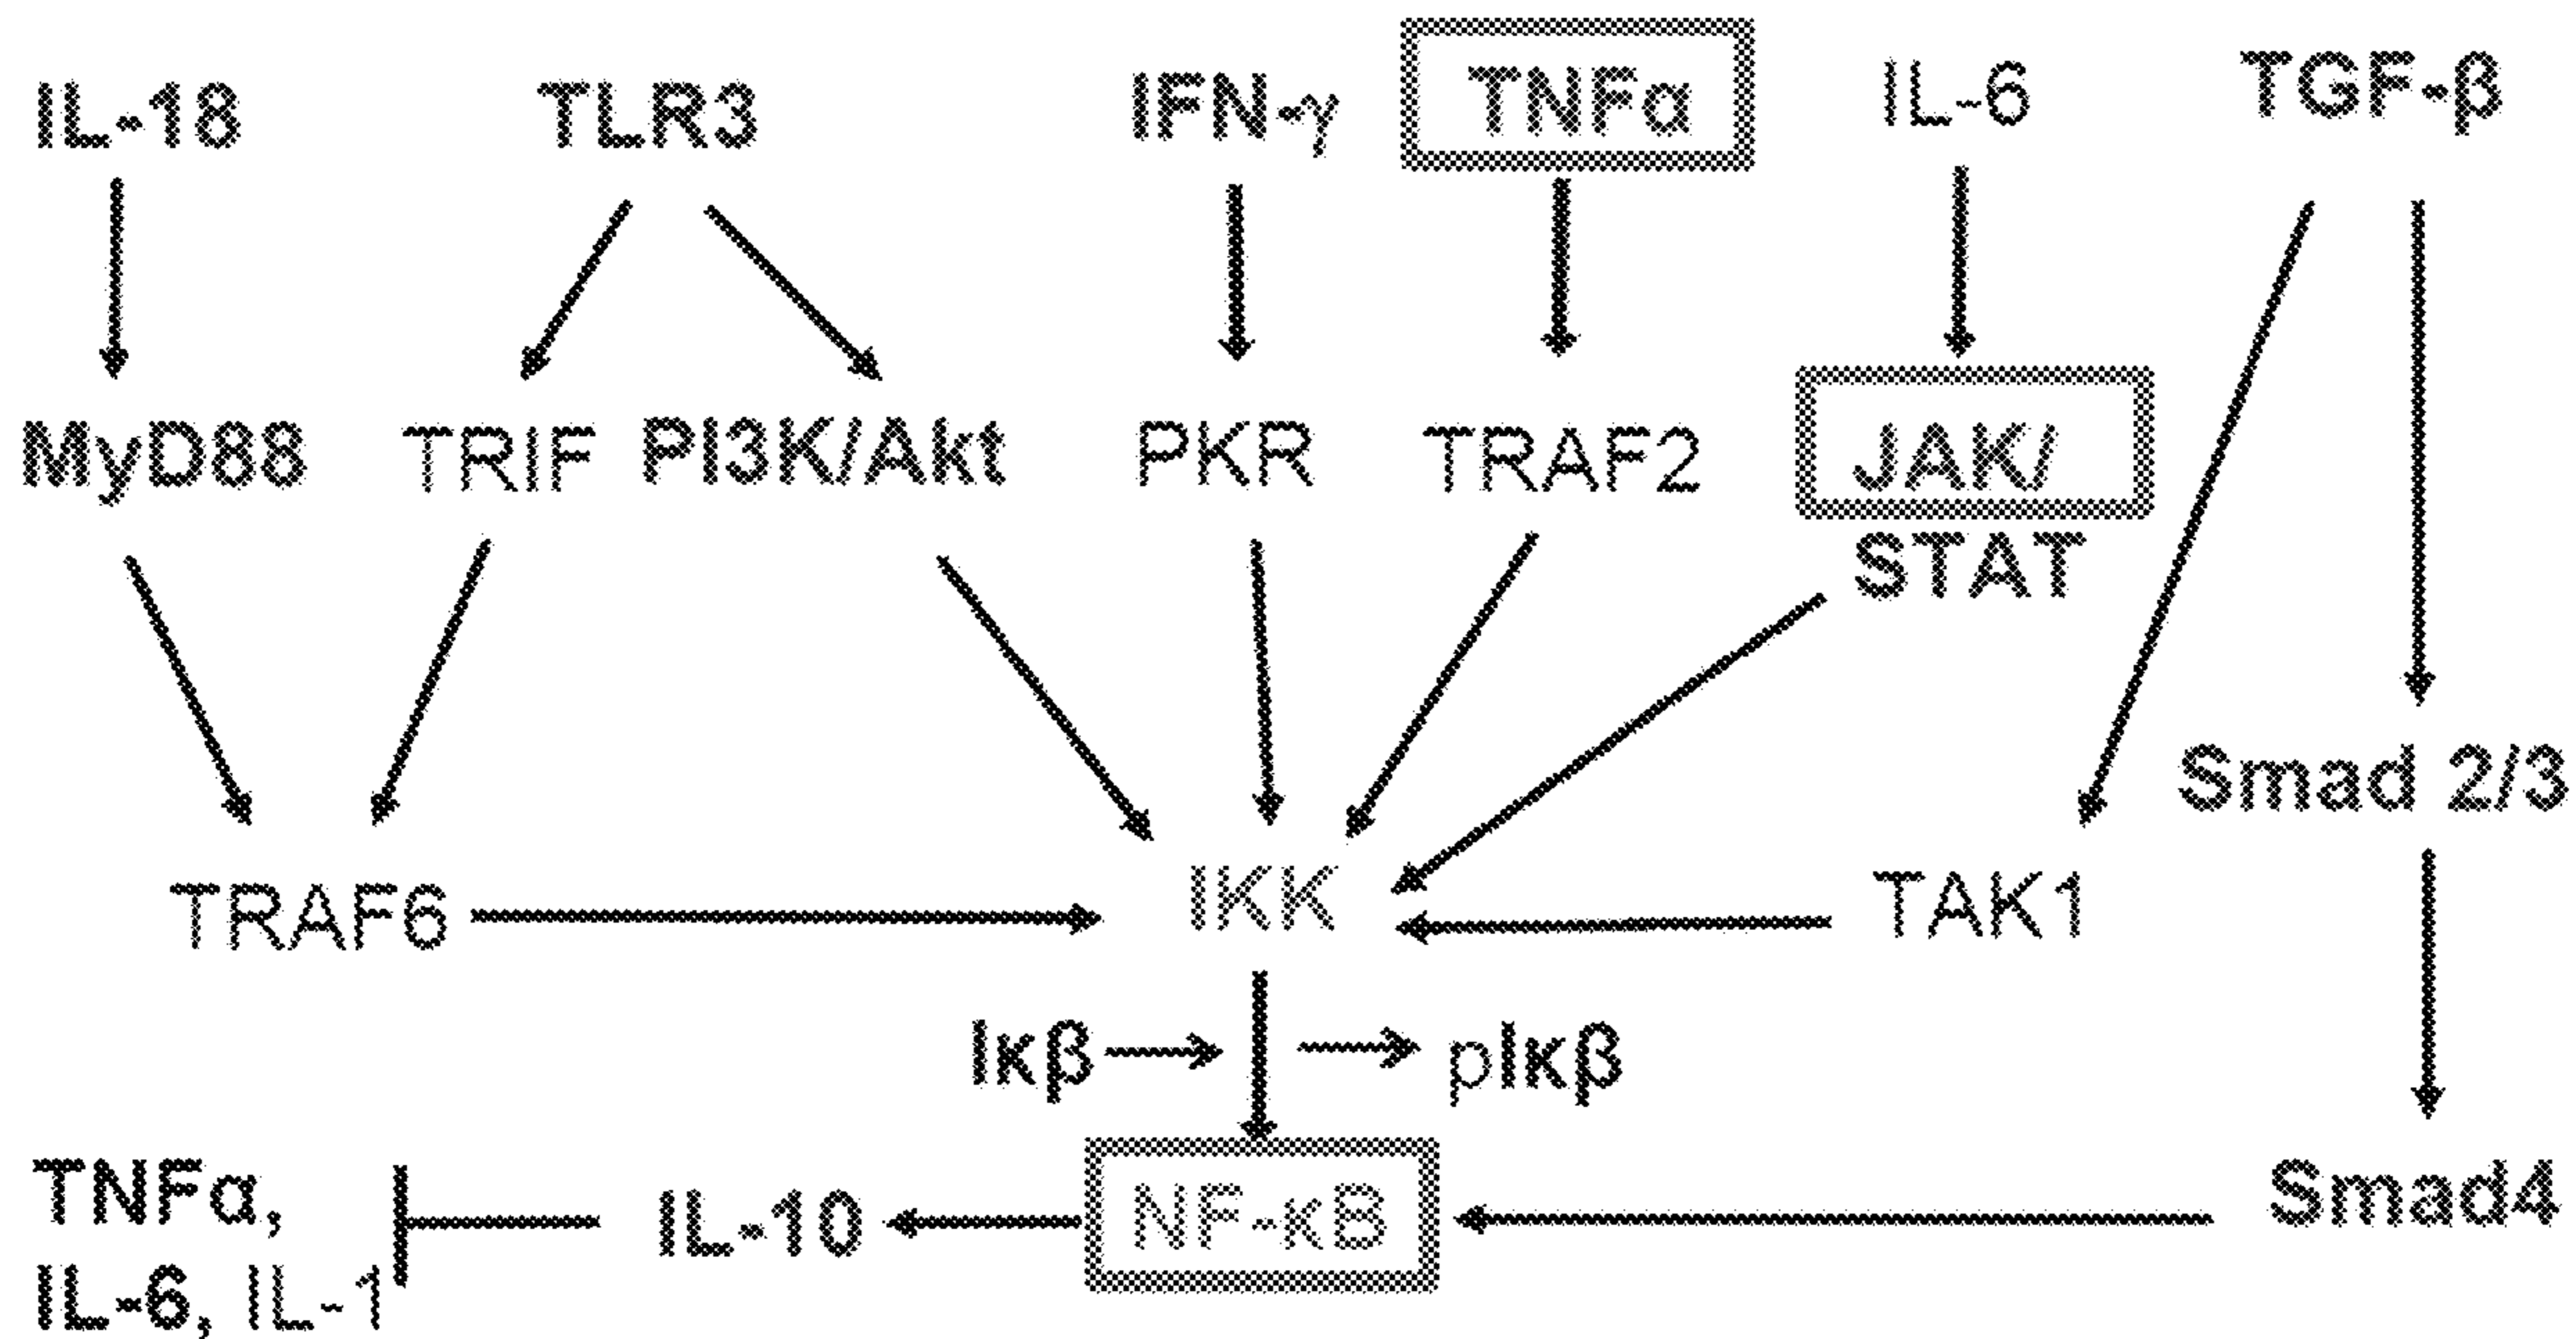 IL-18
TLR3
IFN-γ
TNFα
IL-6
TGF-β
MyD88
TRIF
PI3K/Akt
PKR
TRAF2
JAK/
STAT
Smad 2/3
TRAF6
IKK
TAK1
Iκβ
pIκβ
TNFα,
IL-6, IL-1
IL-10
NF-κB
Smad4